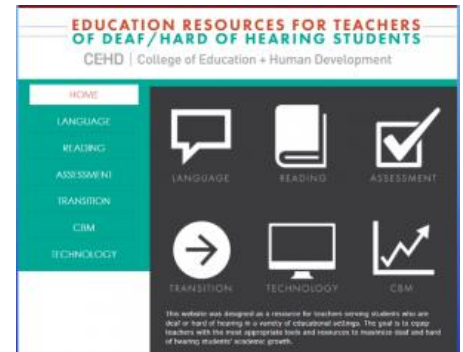 EDUCATION RESOURCES FOR TEACHERS
OF DEAF/HARD OF HEARING STUDENTS
CEHD | College of Education + Human Development
HOME
LANGUAGE
READING
ASSESSMENT
TRANSITION
CBM
TECHNOLOGY
LANGUAGE
READING
ASSESSMENT
TRANSITION
TECHNOLOGY
CBM
This website was designed as a resource for teachers serving students who are
deaf or hard of hearing in a variety of educational settings. The goal is to equip
teachers with the most appropriate tools and resources to maximize deaf and hard
of hearing students' academic growth.